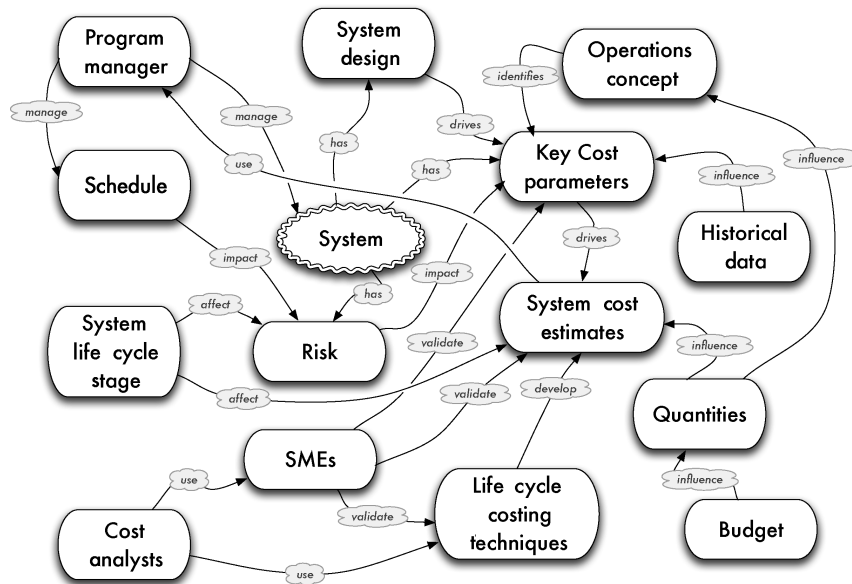 Program
manager
System
design
Operations
concept
identifies
manage
manage
drives
has
use
has
influence
Key Cost
parameters
Schedule
influence
System
Historical
data
drives
impact
impact
has
affect
System cost
estimates
System
life cycle
stage
Risk
validate
influence
affect
validate
develop
Quantities
SMEs
use
influence
validate
Life cycle
costing
techniques
Budget
Cost
analysts
use